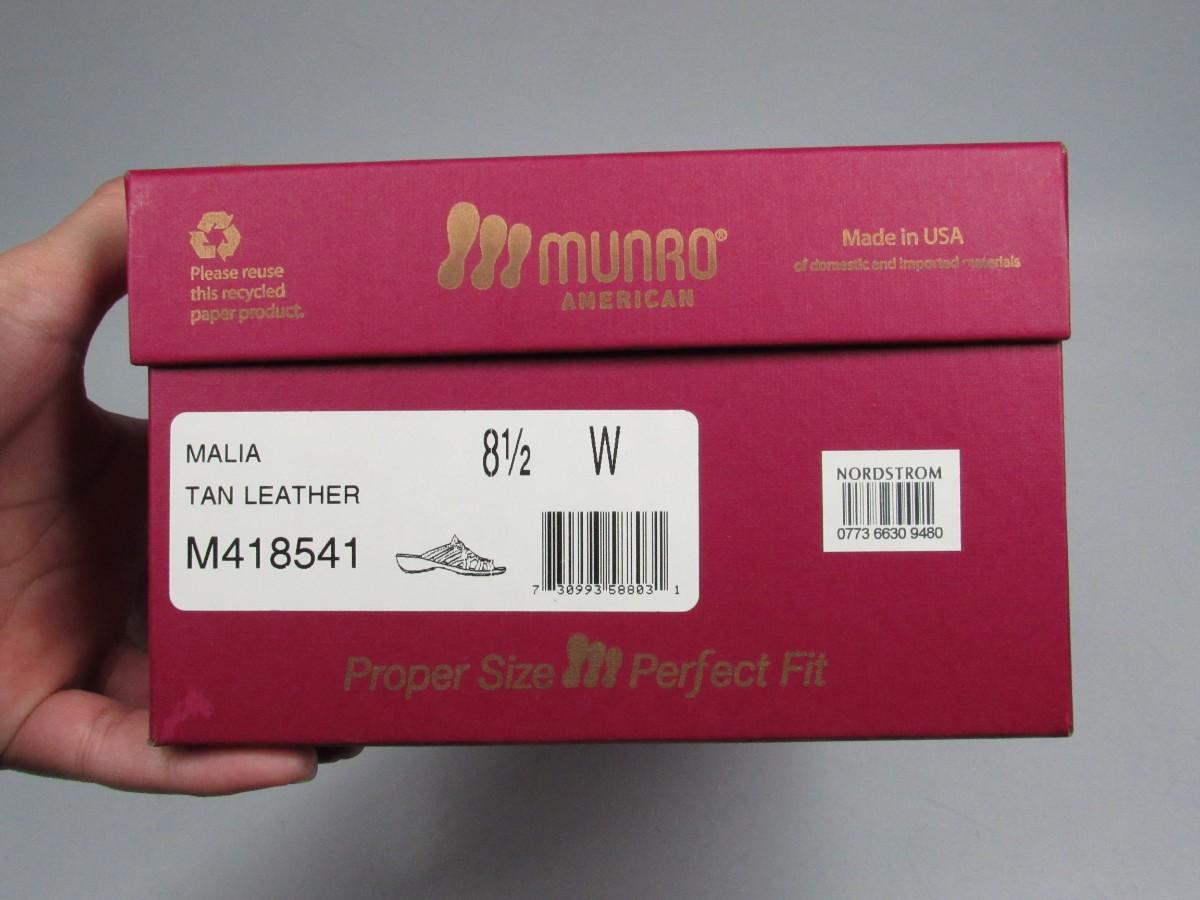 Please reuse
this recycled
paper product.
MUNRO®
AMERICAN
Made in USA
of domestic and imported materials
MALIA
8½ W
TAN LEATHER
M418541
7 30993 58803 1
NORDSTROM
0773 6630 9480
Proper Size Perfect Fit